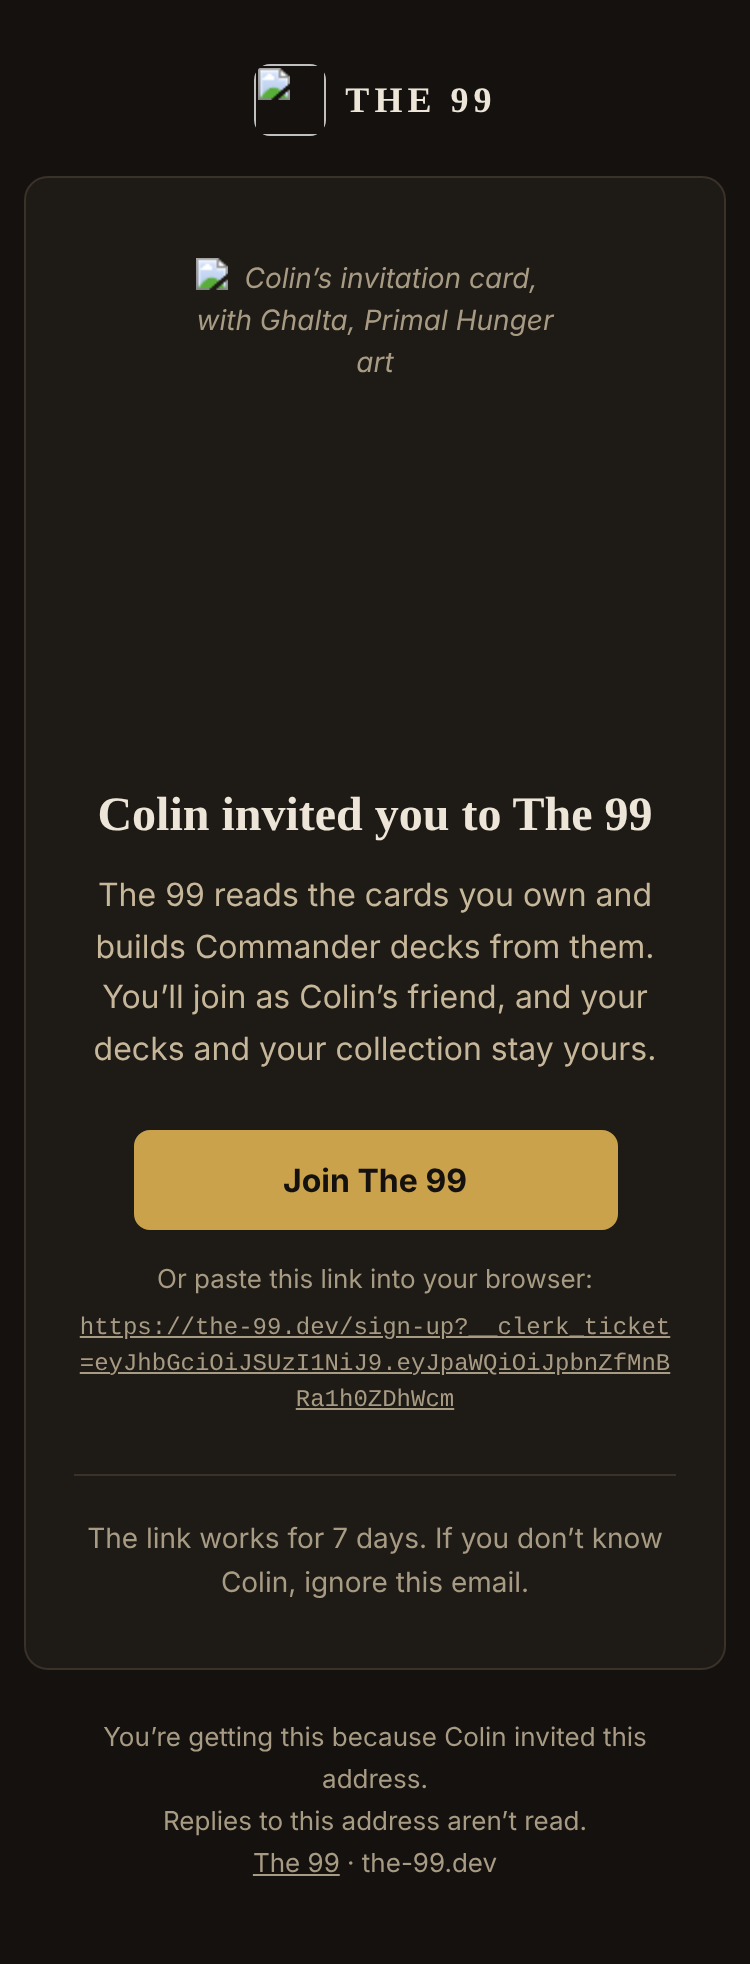 THE 99
Colin’s invitation card,
with Ghalta, Primal Hunger
art
Colin invited you to The 99
The 99 reads the cards you own and
builds Commander decks from them.
You’ll join as Colin’s friend, and your
decks and your collection stay yours.
Join The 99
Or paste this link into your browser:
https://the-99.dev/sign-up?__clerk_ticket
=eyJhbGciOiJSUzI1NiJ9.eyJpaWQiOiJpbnZfMnB
Ra1h0ZDhWcm
The link works for 7 days. If you don’t know
Colin, ignore this email.
You’re getting this because Colin invited this
address.
Replies to this address aren’t read.
The 99 · the-99.dev